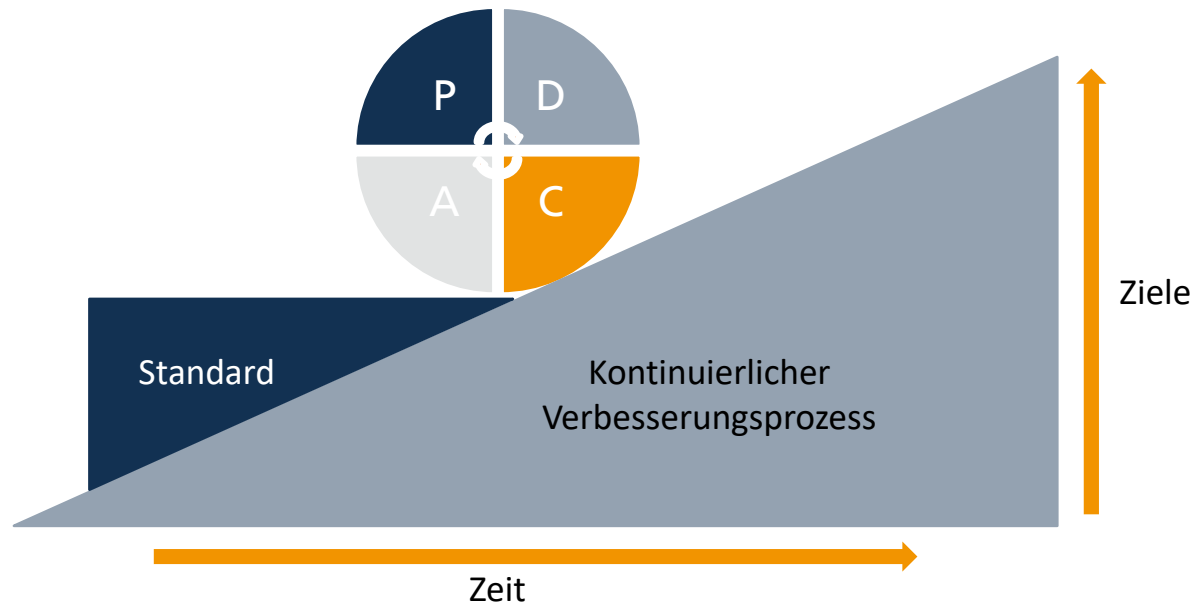 P
D
A
C
Standard
Kontinuierlicher
Verbesserungsprozess
Ziele
Zeit